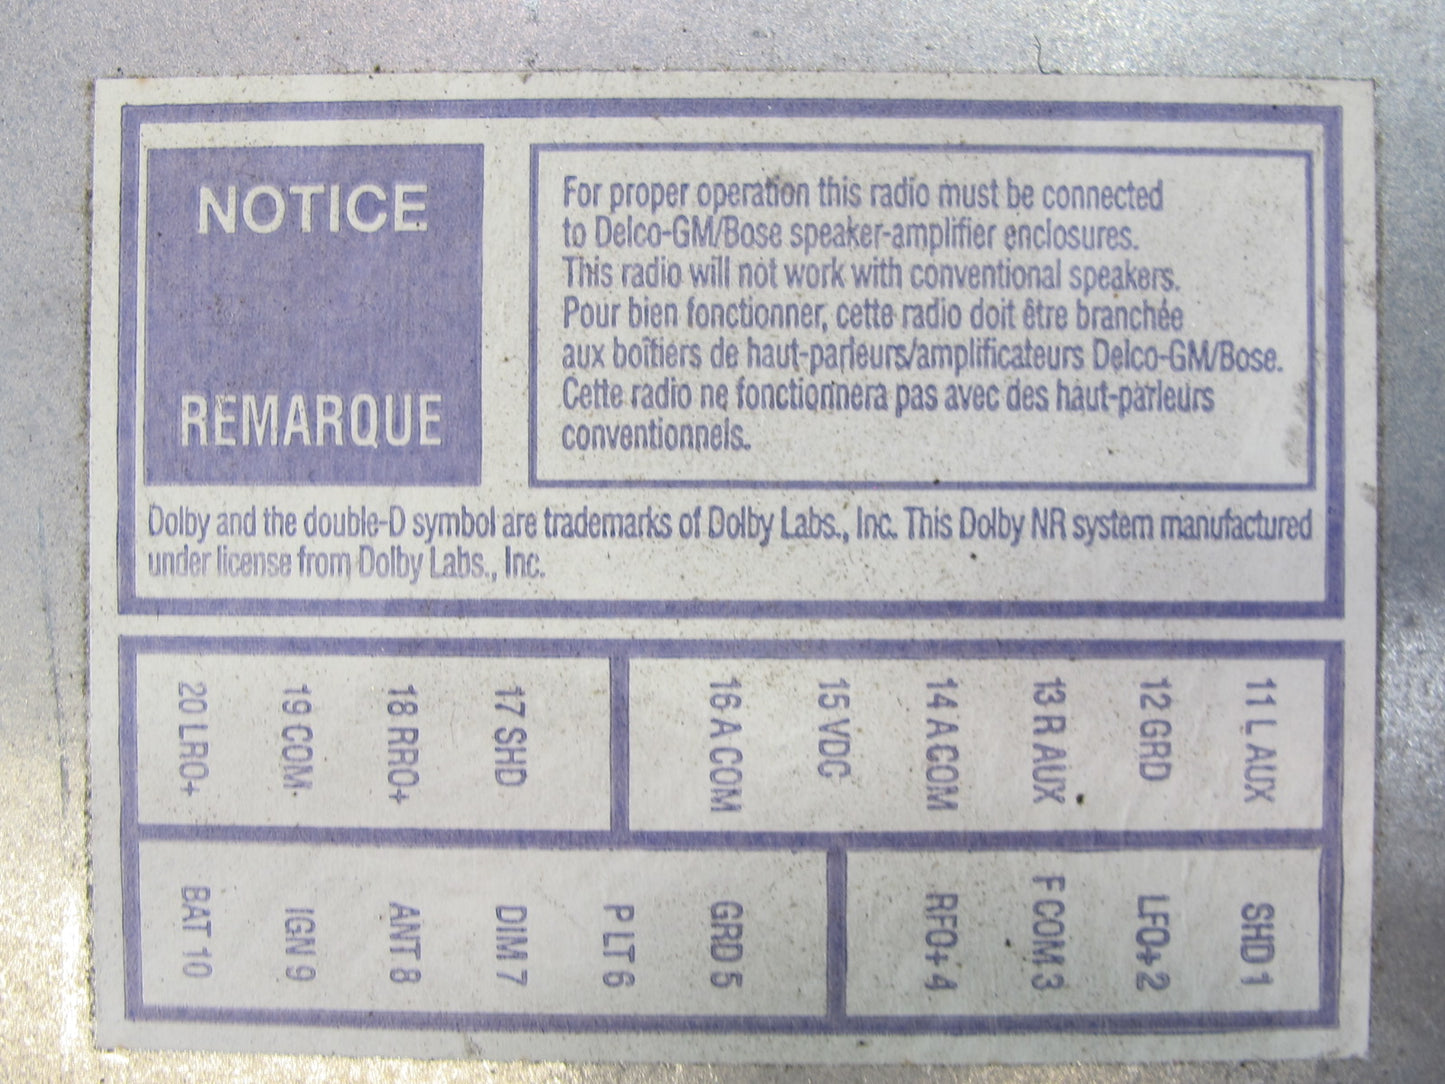 NOTICE
REMARQUE
For proper operation this radio must be connected
to Delco-GM/Bose speaker-amplifier enclosures.
This radio will not work with conventional speakers.
Pour bien fonctionner, cette radio doit être branchée
aux boîtiers de haut-parleurs/amplificateurs Delco-GM/Bose.
Cette radio ne fonctionnera pas avec des haut-parleurs
conventionnels.
Dolby and the double-D symbol are trademarks of Dolby Labs., Inc. This Dolby NR system manufactured
under license from Dolby Labs., Inc.
20 LRO+
19 COM
18 RRO+
17 SHD
16 A COM
15 VDC
14 A COM
13 R AUX
12 GRD
11 L AUX
BAT 10
IGN 9
ANT 8
DIM 7
PLT 6
GRD 5
RFO+ 4
F COM 3
LFO+ 2
SHD 1